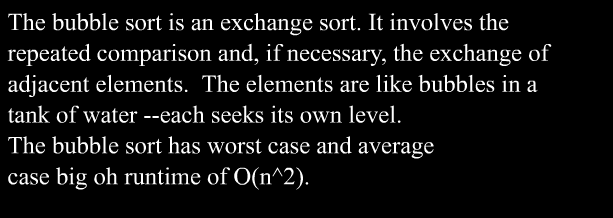 The bubble sort is an exchange sort. It involves the
repeated comparison and, if necessary, the exchange of
adjacent elements.  The elements are like bubbles in a
tank of water --each seeks its own level.
The bubble sort has worst case and average
case big oh runtime of O(n^2).